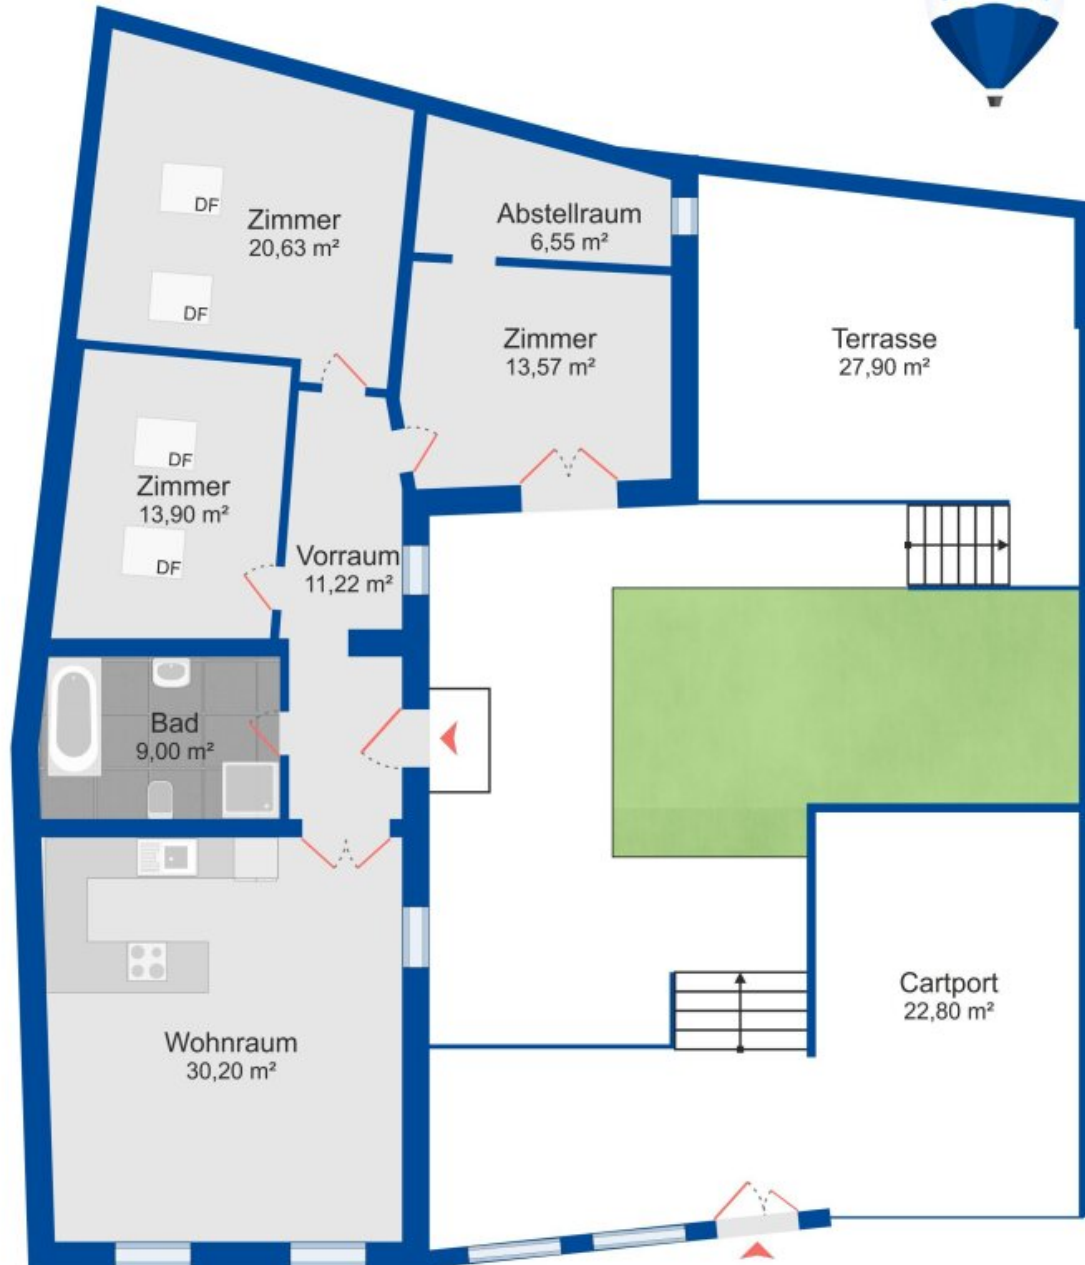 DF
Zimmer
20,63 m²
DF
Abstellraum
6,55 m²
Zimmer
13,57 m²
Terrasse
27,90 m²
DF
Zimmer
13,90 m²
DF
Vorraum
11,22 m²
Bad
9,00 m²
Cartport
22,80 m²
Wohnraum
30,20 m²